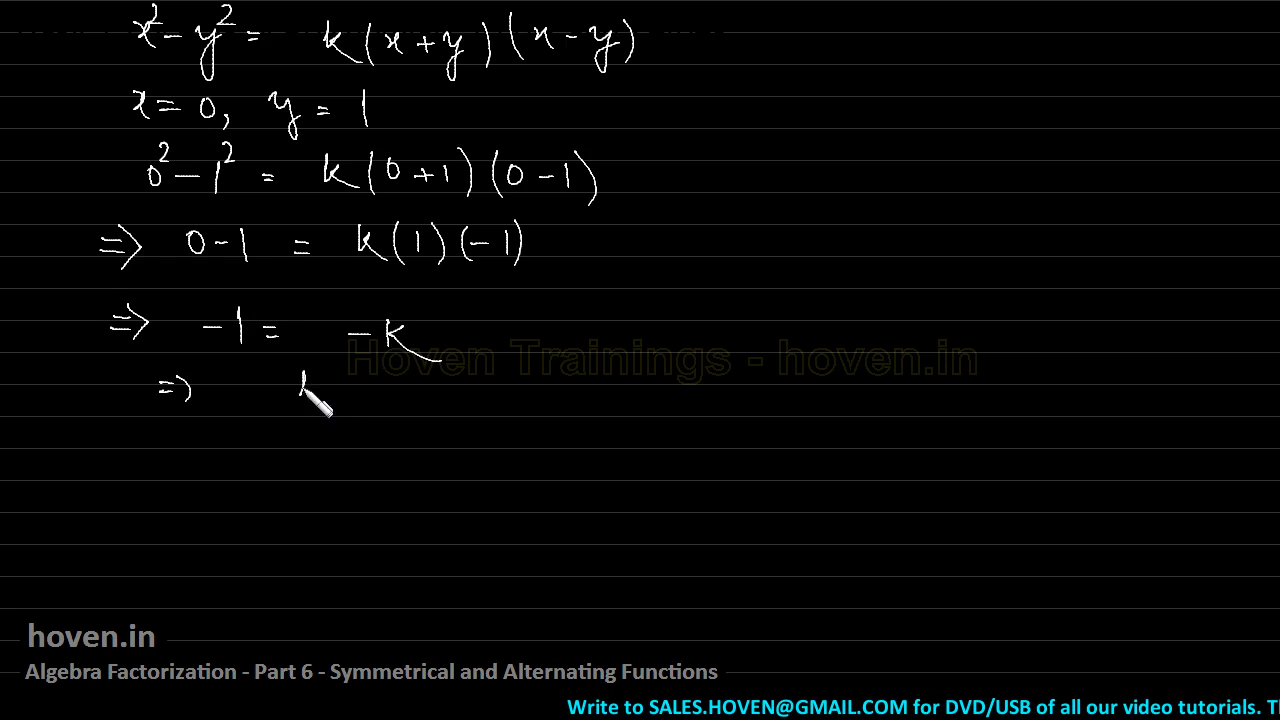 x² - y² = k(x + y)(x - y)
x = 0, y = 1
0² - 1² = k(0 + 1)(0 - 1)
=> 0 - 1 = k(1)(-1)
=> -1 = -k
Hoven Trainings - hoven.in
=>
hoven.in
Algebra Factorization - Part 6 - Symmetrical and Alternating Functions
Write to SALES.HOVEN@GMAIL.COM for DVD/USB of all our video tutorials. T